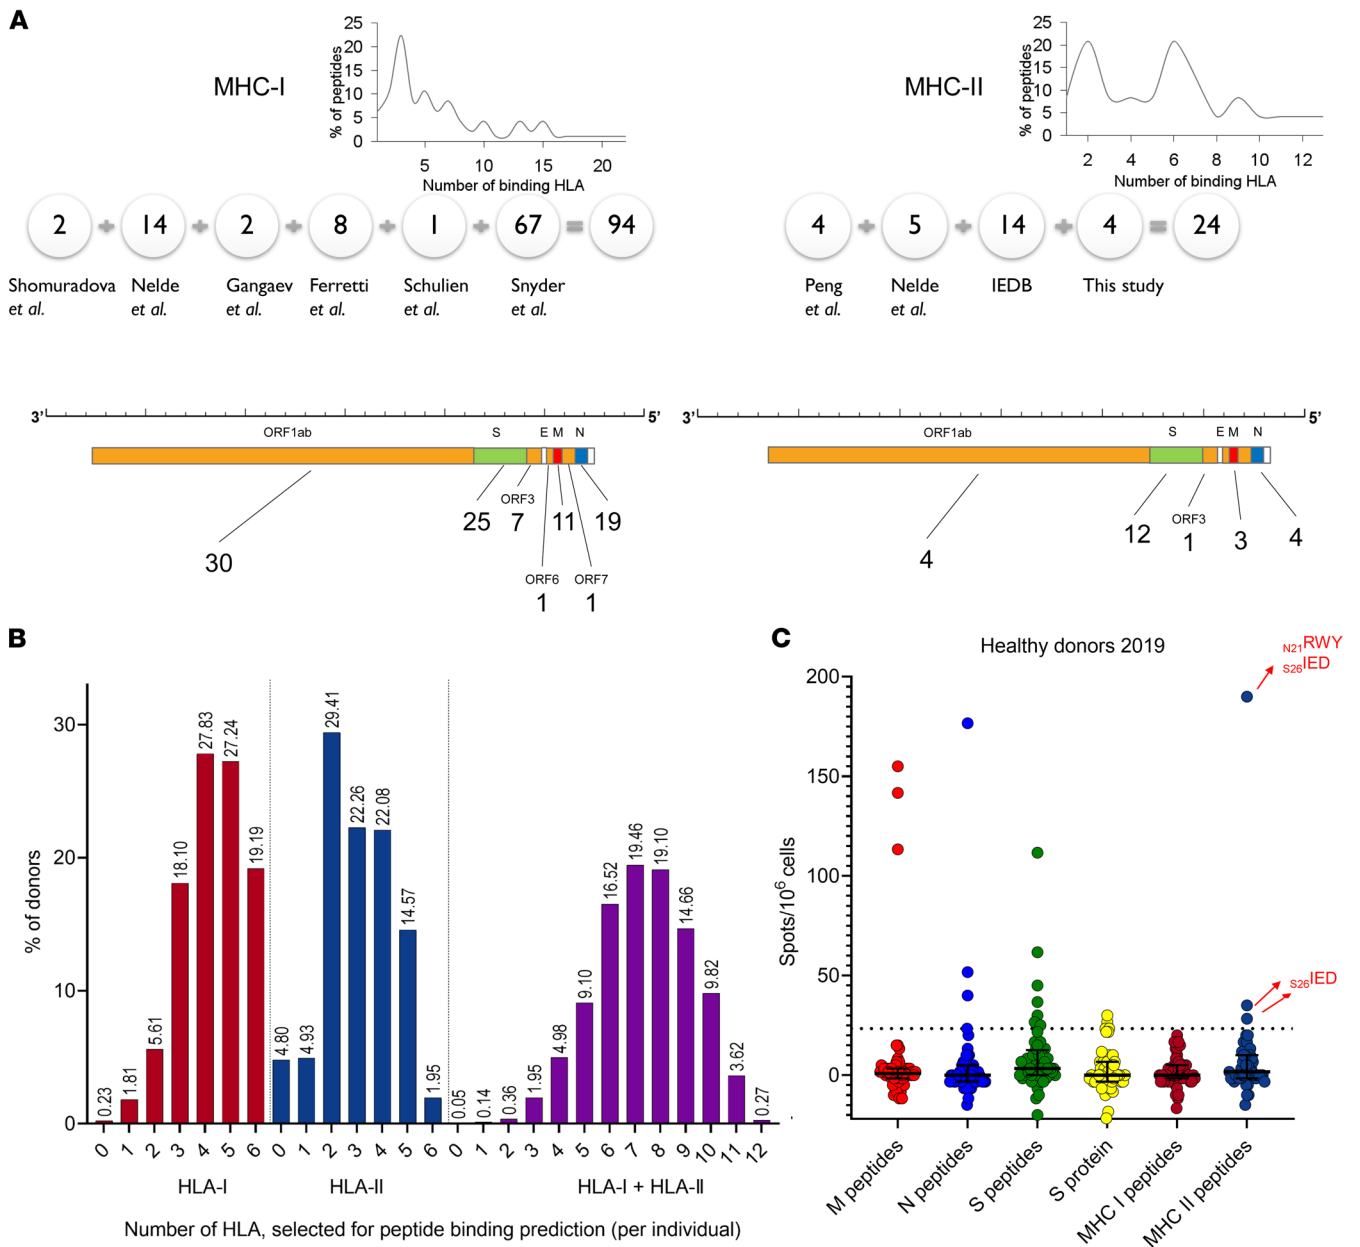 A
MHC-I
% of peptides
25
20
15
10
5
0
5 10 15 20
Number of binding HLA
2 + 14 + 2 + 8 + 1 + 67 = 94
Shomuradova et al.
Nelde et al.
Gangaev et al.
Ferretti et al.
Schulien et al.
Snyder et al.
MHC-II
% of peptides
25
20
15
10
5
0
2 4 6 8 10 12
Number of binding HLA
4 + 5 + 14 + 4 = 24
Peng et al.
Nelde et al.
IEDB
This study
3’ 5’
ORF1ab S E M N
ORF3
30 25 7 11 19
ORF6 ORF7
1 1
3’ 5’
ORF1ab S E M N
ORF3
4 12 1 3 4
B
% of donors
30
20
10
0
0.23 1.81 5.61 18.10 27.83 27.24 19.19
4.80 4.93 29.41 22.26 22.08 14.57 1.95
0.05 0.14 0.36 1.95 4.98 9.10 16.52 19.46 19.10 14.66 9.82 3.62 0.27
0 1 2 3 4 5 6 0 1 2 3 4 5 6 0 1 2 3 4 5 6 7 8 9 10 11 12
HLA-I HLA-II HLA-I + HLA-II
Number of HLA, selected for peptide binding prediction (per individual)
C
Healthy donors 2019
N21RWY
S26IED
S26IED
Spots/10⁶ cells
200
150
100
50
0
M peptides
N peptides
S peptides
S protein
MHC I peptides
MHC II peptides